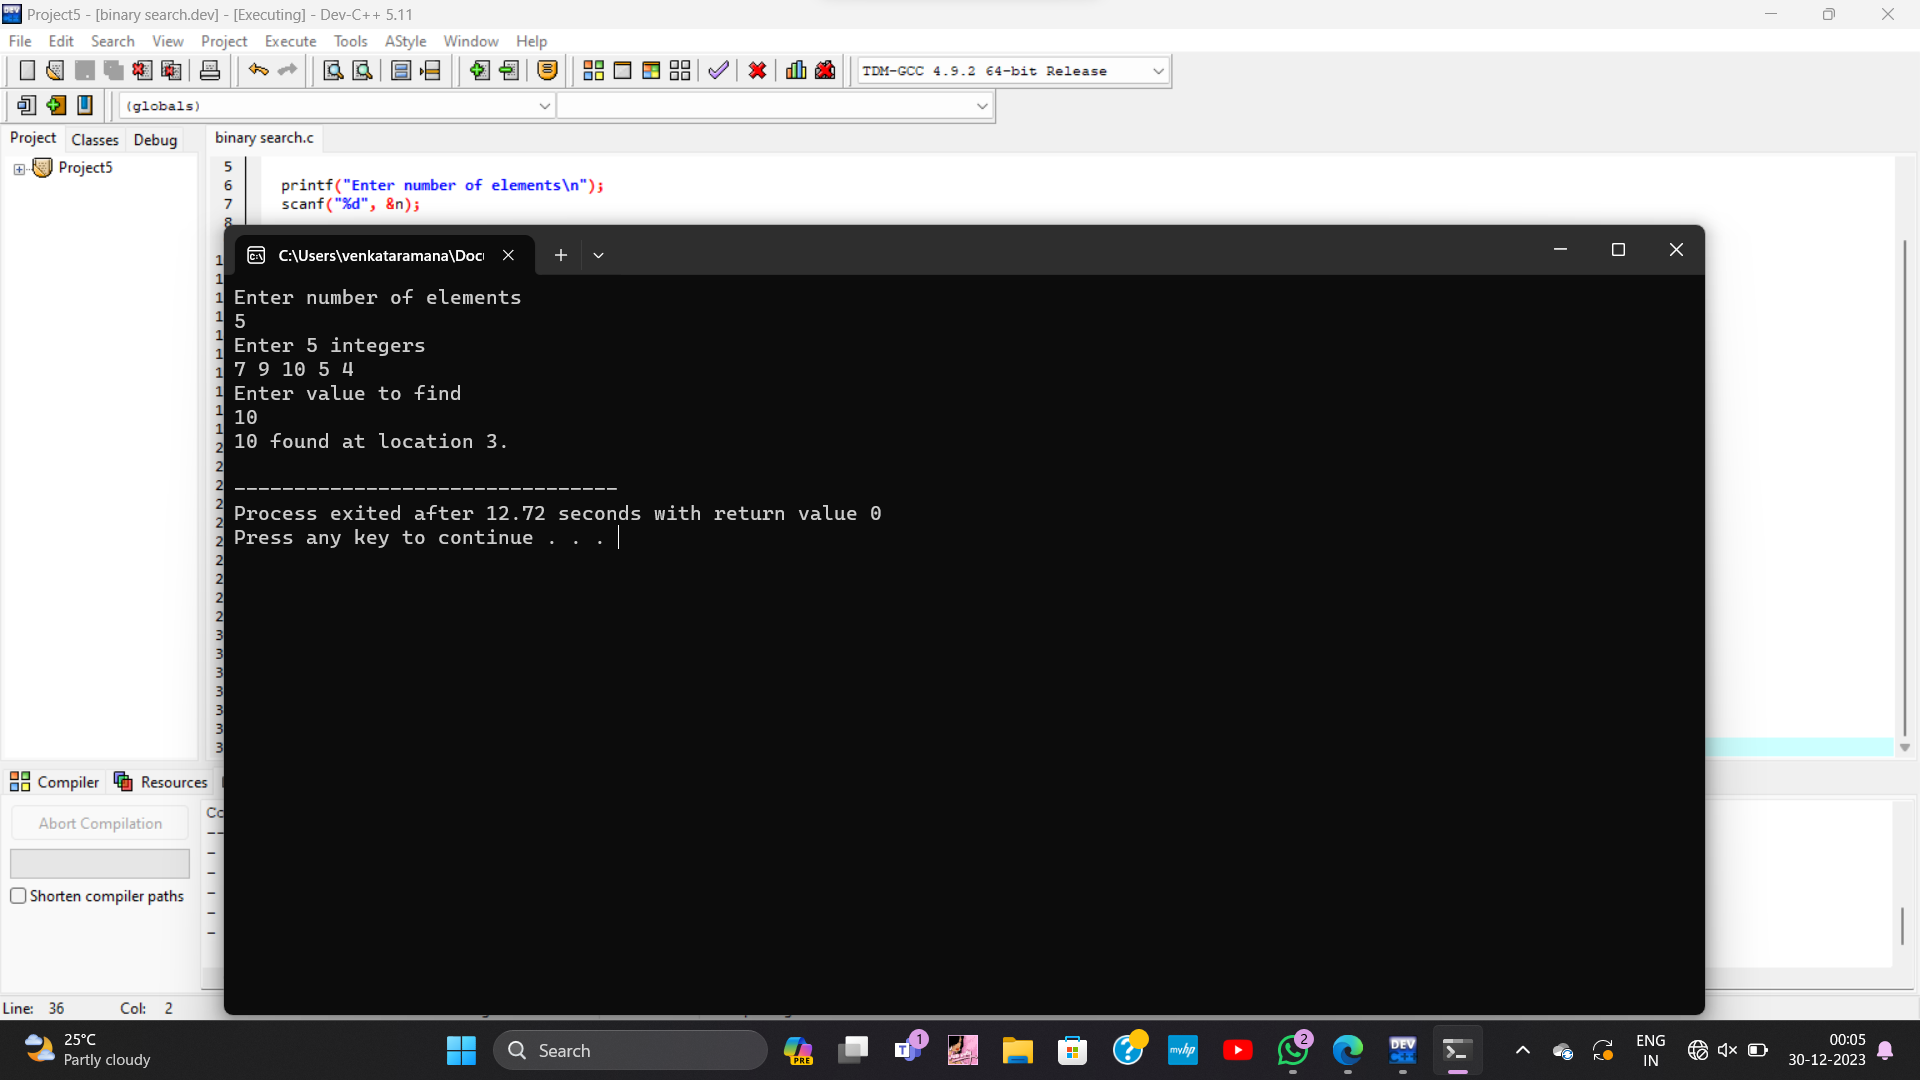 Project5 - [binary search.dev] - [Executing] - Dev-C++ 5.11
File Edit Search View Project Execute Tools AStyle Window Help
TDM-GCC 4.9.2 64-bit Release
(globals)
Project Classes Debug
binary search.c
Project5
5
6 printf("Enter number of elements\n");
7 scanf("%d", &n);
8
C:\Users\venkataramana\Doc
Enter number of elements
5
Enter 5 integers
7 9 10 5 4
Enter value to find
10
10 found at location 3.
--------------------------------
Process exited after 12.72 seconds with return value 0
Press any key to continue . . .
Compiler Resources
Abort Compilation
Shorten compiler paths
Line: 36 Col: 2
25°C
Partly cloudy
Search
PRE
1
myhp
2
DEV
C++
ENG
IN
00:05
30-12-2023